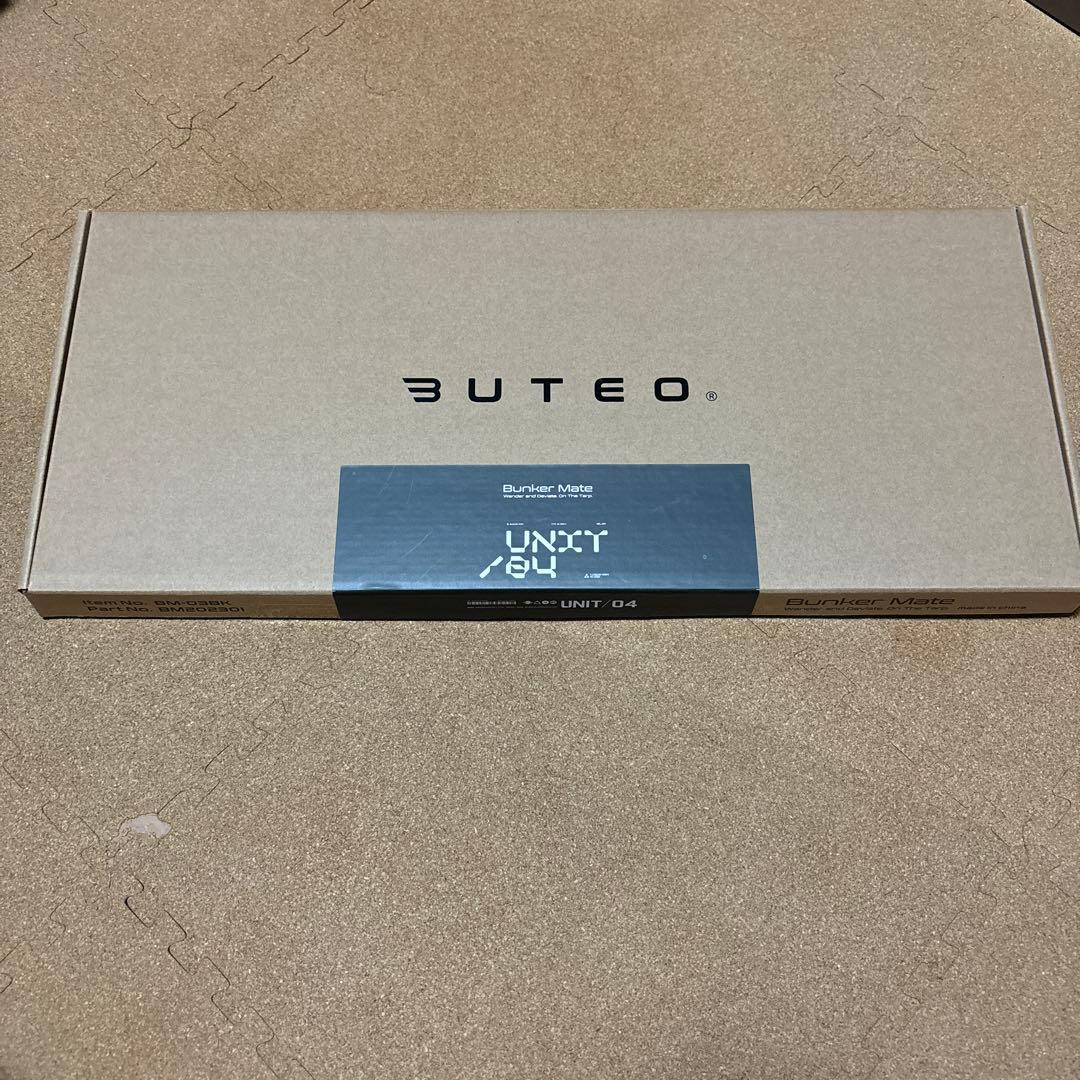 BUTEO®
Bunker Mate
Wander and Deviate. On The Tarp.
UNIT
/04
Item No. BM-03BK
Part No. BM202301
UNIT/04
Bunker Mate
Wander and Deviate. On The Tarp. made in china